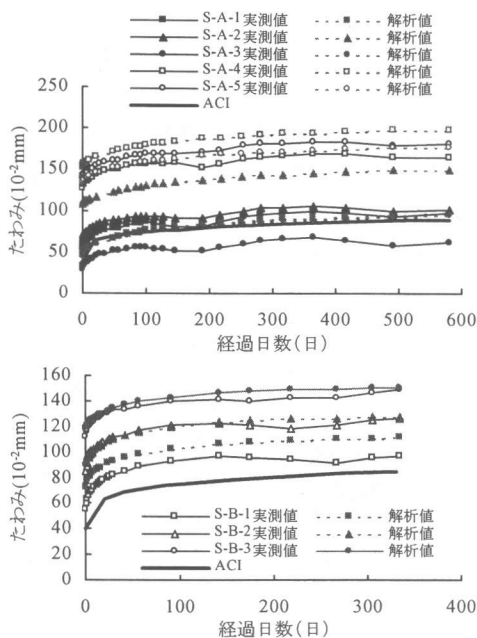 S-A-1実測値 解析値
S-A-2実測値 解析値
S-A-3実測値 解析値
S-A-4実測値 解析値
S-A-5実測値 解析値
ACI
たわみ(10-2mm)
250
200
150
100
50
0
0 100 200 300 400 500 600
経過日数(日)
たわみ(10-2mm)
160
140
120
100
80
60
40
20
0
S-B-1実測値 解析値
S-B-2実測値 解析値
S-B-3実測値 解析値
ACI
0 100 200 300 400
経過日数(日)